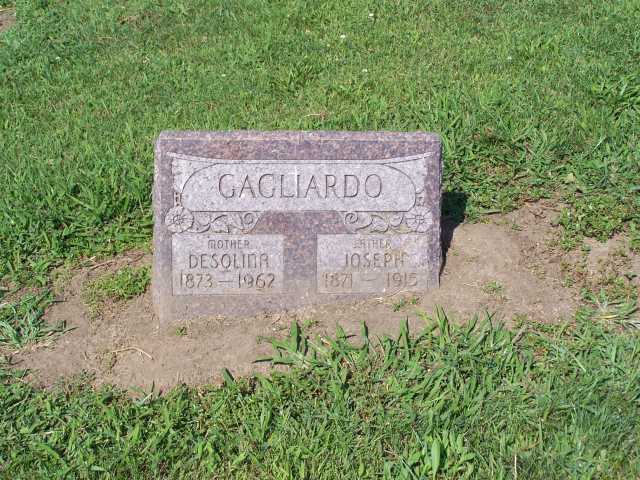 GAGLIARDO
MOTHER
DESOLINA
1873 — 1962
FATHER
JOSEPH
1871 — 1915